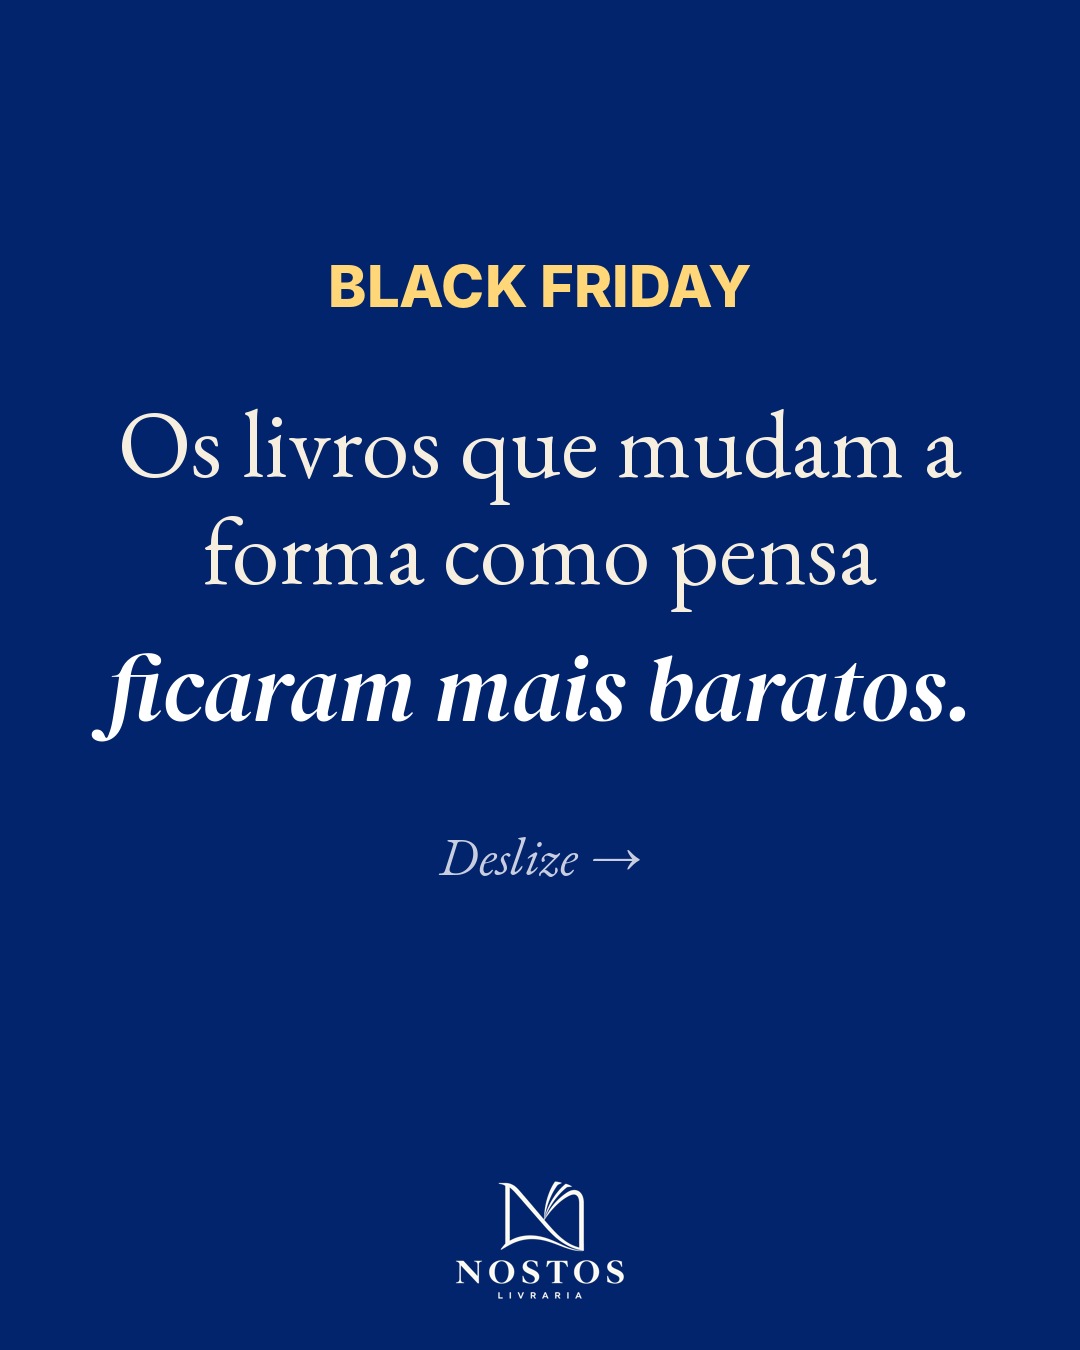 BLACK FRIDAY
Os livros que mudam a
forma como pensa
ficaram mais baratos.
Deslize →
NOSTOS
LIVRARIA